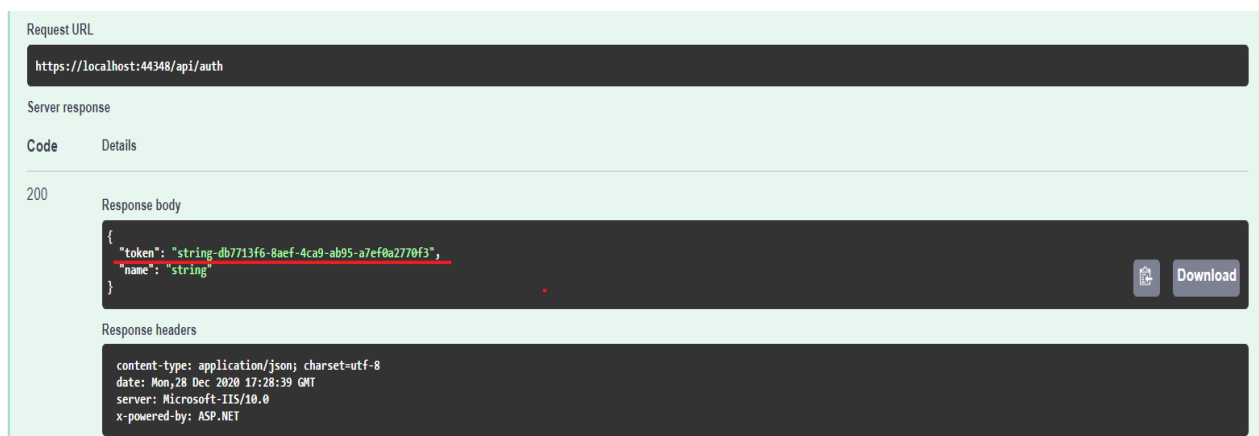 Request URL
https://localhost:44348/api/auth
Server response
Code Details
200
Response body
{
"token": "string-db7713f6-8aef-4ca9-ab95-a7ef0a2770f3",
"name": "string"
}
Download
Response headers
content-type: application/json; charset=utf-8
date: Mon,28 Dec 2020 17:28:39 GMT
server: Microsoft-IIS/10.0
x-powered-by: ASP.NET